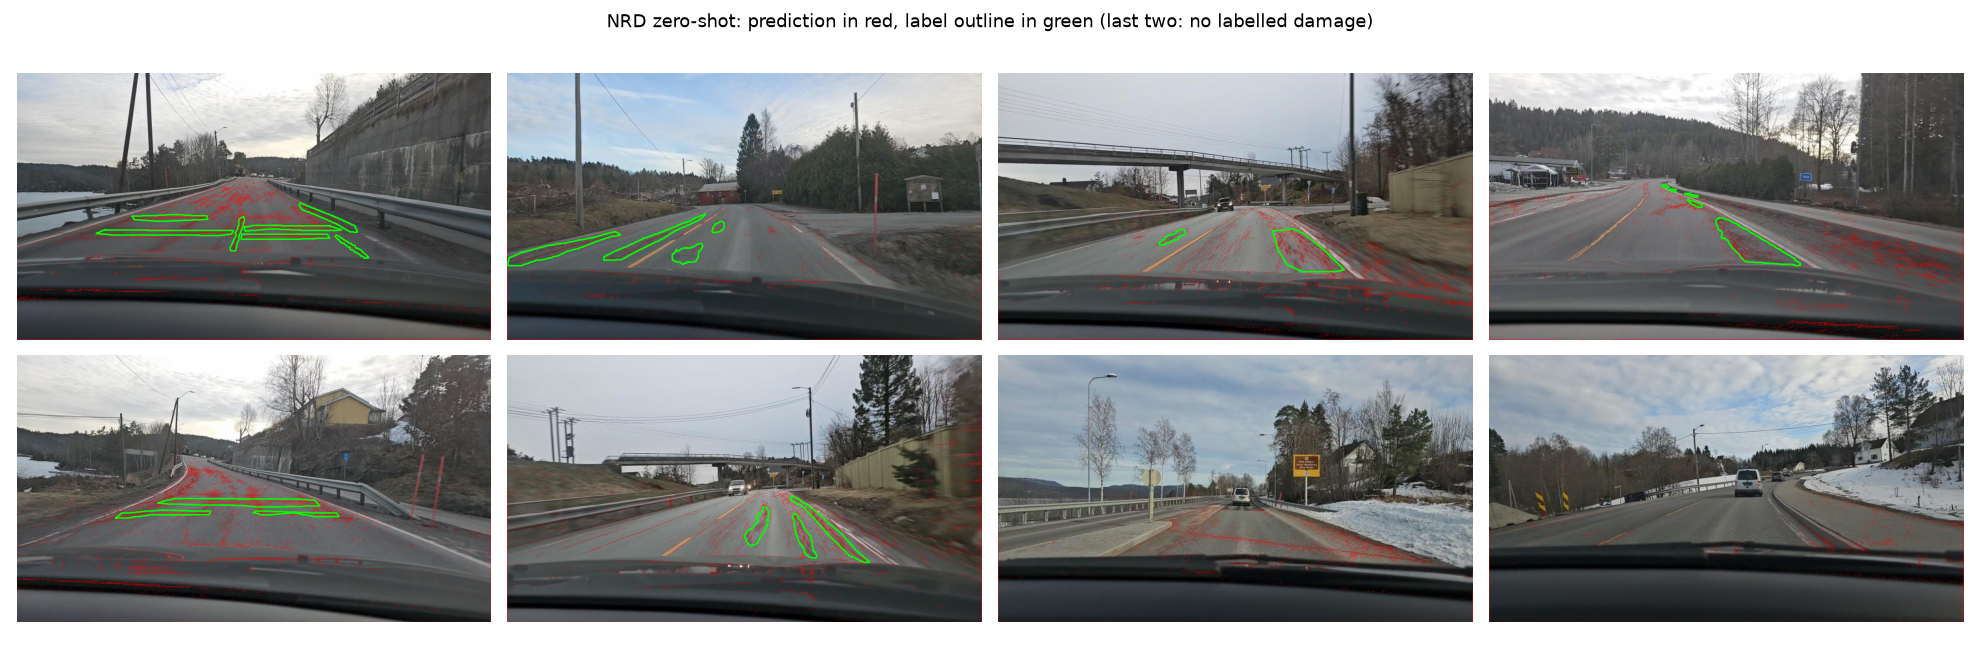 NRD zero-shot: prediction in red, label outline in green (last two: no labelled damage)